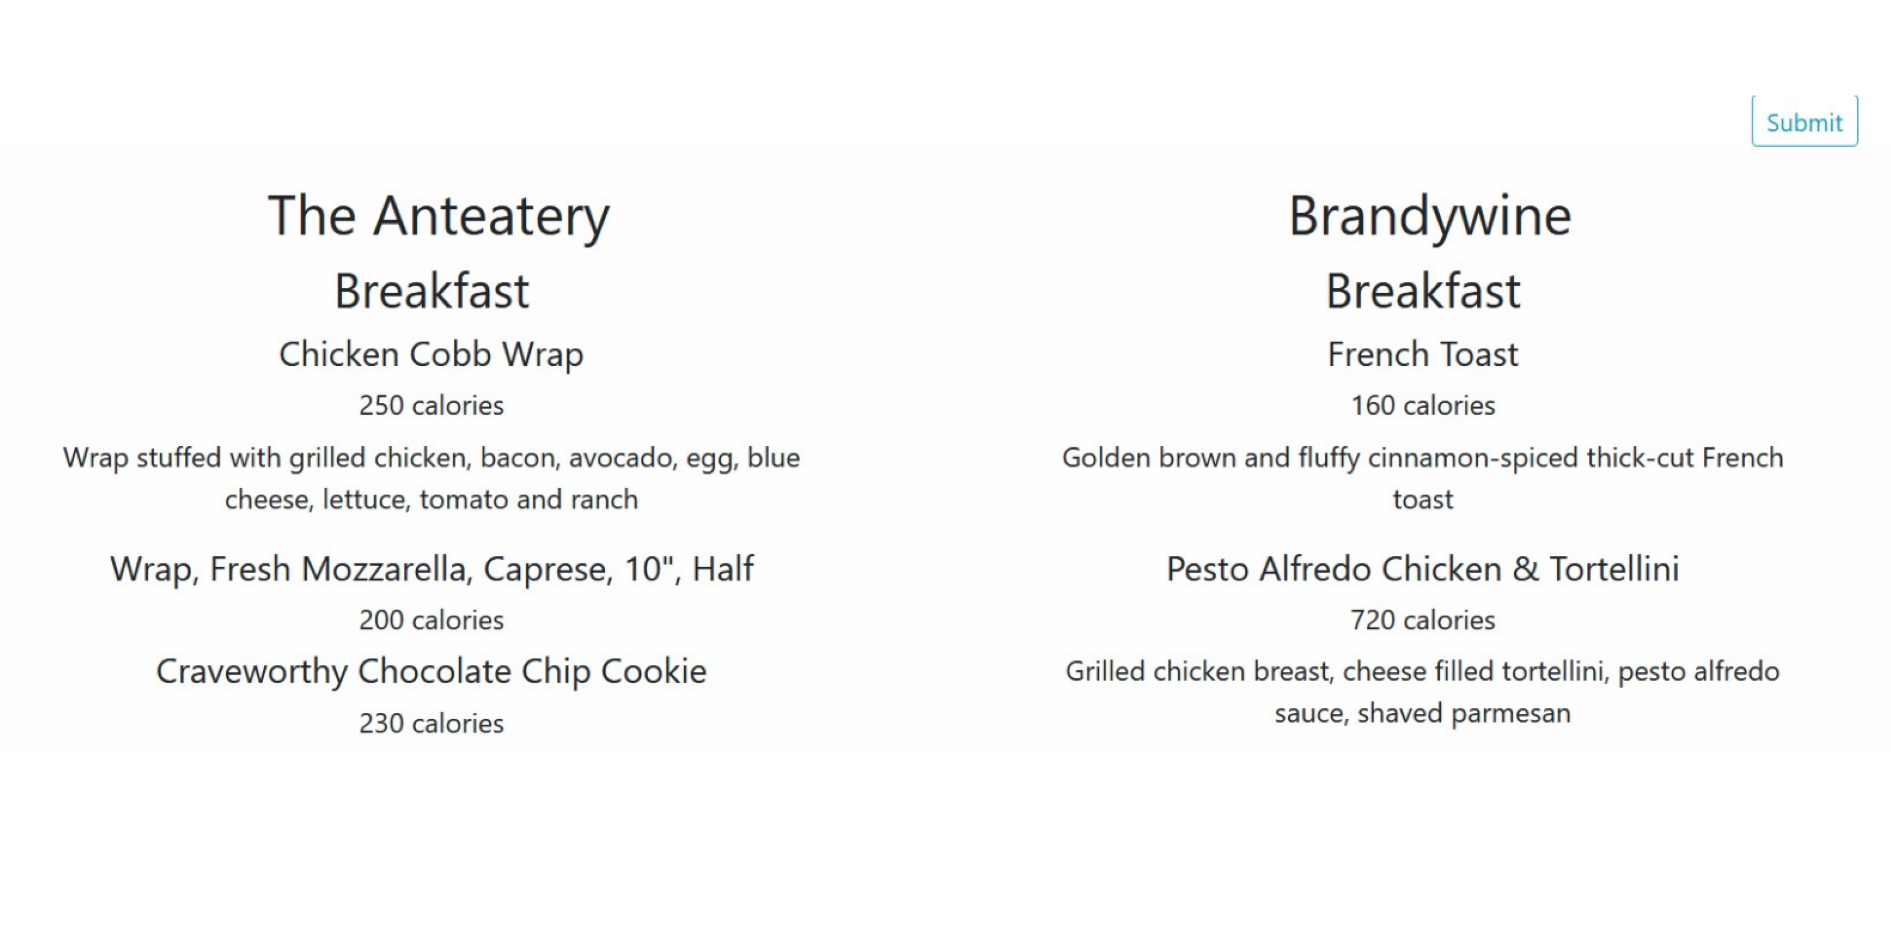 Submit
The Anteatery
Breakfast
Chicken Cobb Wrap
250 calories
Wrap stuffed with grilled chicken, bacon, avocado, egg, blue
cheese, lettuce, tomato and ranch
Wrap, Fresh Mozzarella, Caprese, 10", Half
200 calories
Craveworthy Chocolate Chip Cookie
230 calories
Brandywine
Breakfast
French Toast
160 calories
Golden brown and fluffy cinnamon-spiced thick-cut French
toast
Pesto Alfredo Chicken & Tortellini
720 calories
Grilled chicken breast, cheese filled tortellini, pesto alfredo
sauce, shaved parmesan